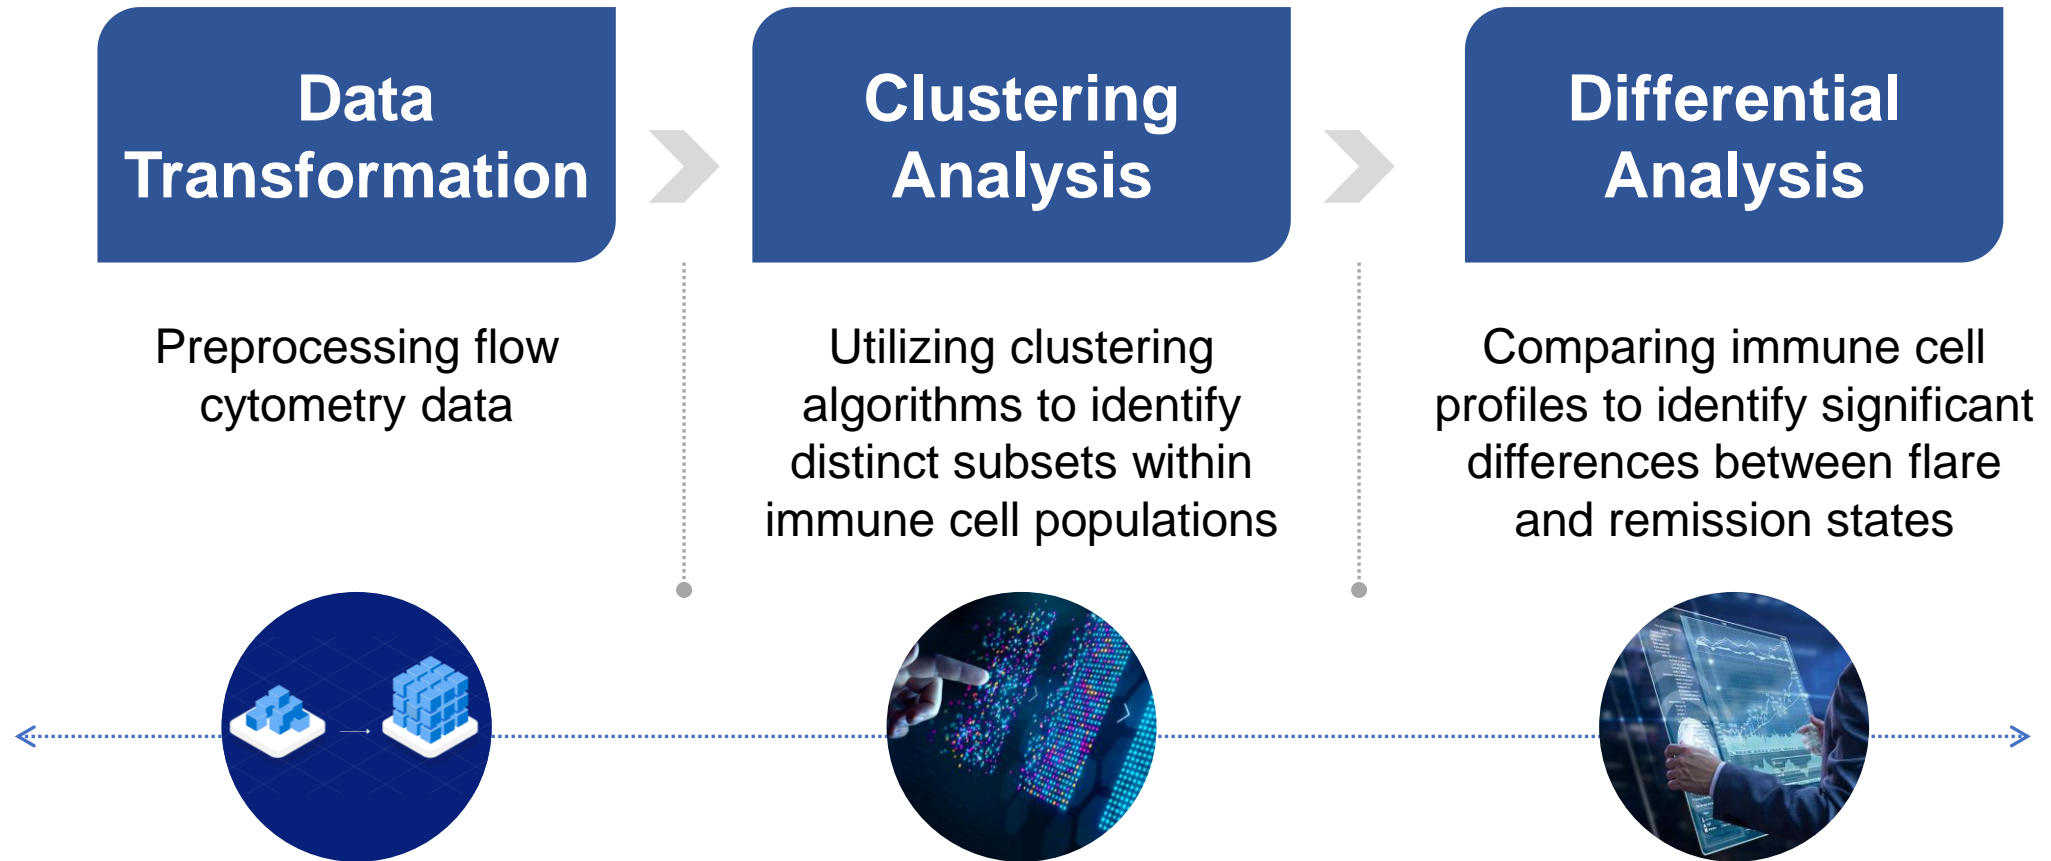 Data
Transformation
Clustering
Analysis
Differential
Analysis
Preprocessing flow
cytometry data
Utilizing clustering
algorithms to identify
distinct subsets within
immune cell populations
Comparing immune cell
profiles to identify significant
differences between flare
and remission states